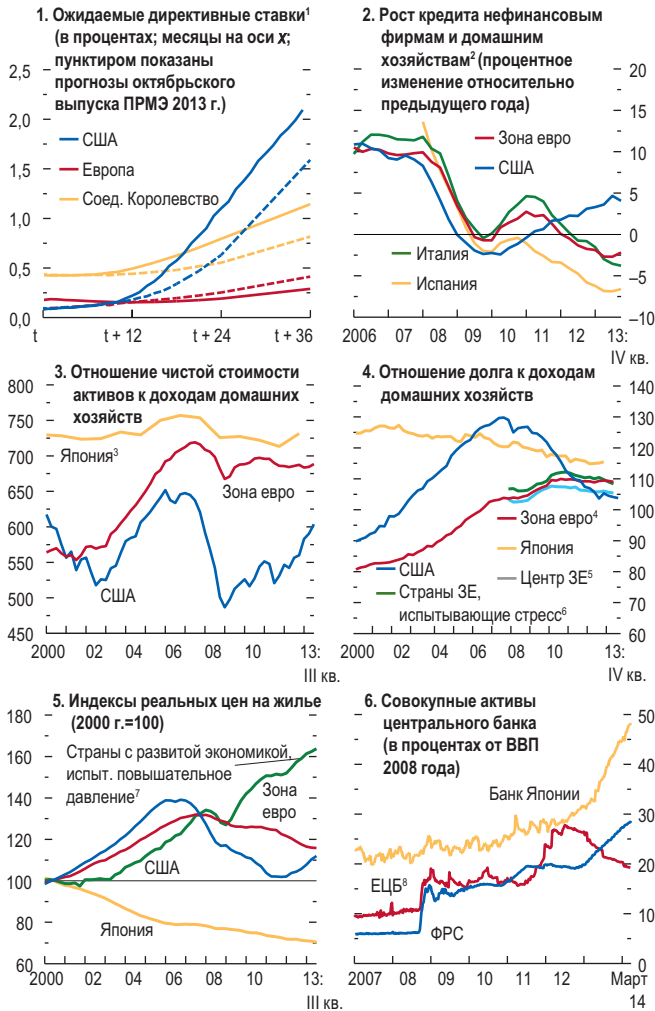 1. Ожидаемые директивные ставки¹
(в процентах; месяцы на оси x;
пунктиром показаны
прогнозы октябрьского
выпуска ПРМЭ 2013 г.)
2,5
2,0
1,5
1,0
0,5
0,0
США
Европа
Соед. Королевство
t
t + 12
t + 24
t + 36
2. Рост кредита нефинансовым
фирмам и домашним
хозяйствам² (процентное
изменение относительно
предыдущего года)
20
15
10
5
0
–5
–10
Зона евро
США
Италия
Испания
2006 07 08 09 10 11 12 13:
IV кв.
3. Отношение чистой стоимости
активов к доходам домашних
хозяйств
800
750
700
650
600
550
500
450
Япония³
Зона евро
США
2000 02 04 06 08 10 13:
III кв.
4. Отношение долга к доходам
домашних хозяйств
140
130
120
110
100
90
80
70
60
Зона евро⁴
Япония
США
Центр ЗЕ⁵
Страны ЗЕ,
испытывающие стресс⁶
2000 02 04 06 08 10 13:
IV кв.
5. Индексы реальных цен на жилье
(2000 г.=100)
180
160
140
120
100
80
60
Страны с развитой экономикой,
испыт. повышательное
давление⁷
Зона
евро
США
Япония
2000 02 04 06 08 10 13:
III кв.
6. Совокупные активы
центрального банка
(в процентах от ВВП
2008 года)
50
40
30
20
10
0
Банк Японии
ЕЦБ⁸
ФРС
2007 08 09 10 11 12 Март
14